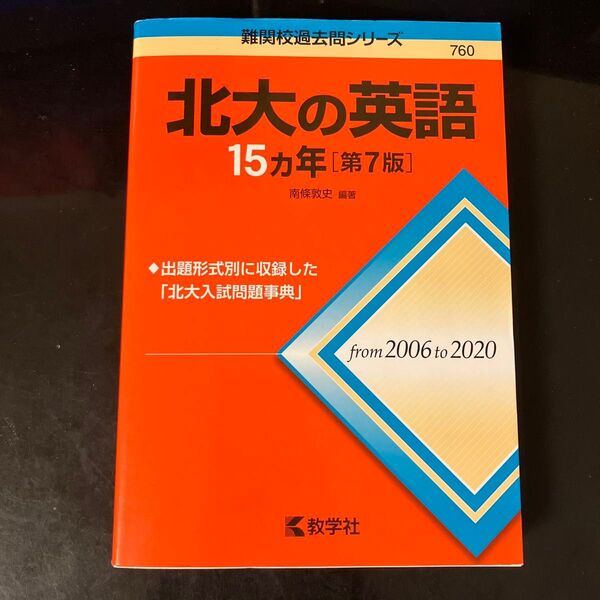 難関校過去問シリーズ
760
北大の英語
15カ年[第7版]
南條敦史 編著
◆出題形式別に収録した
「北大入試問題事典」
from 2006 to 2020
教学社